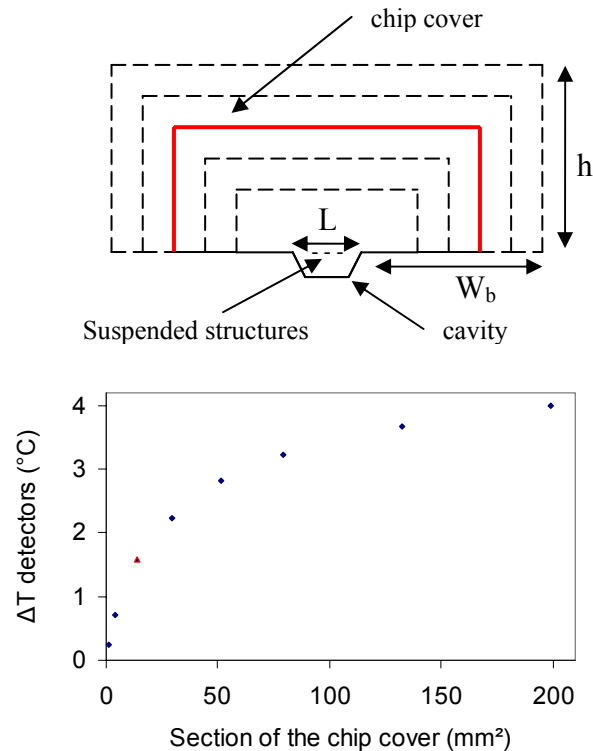 chip cover
h
L
W_b
Suspended structures
cavity
4
3
2
1
0
ΔT detectors (°C)
0 50 100 150 200
Section of the chip cover (mm²)